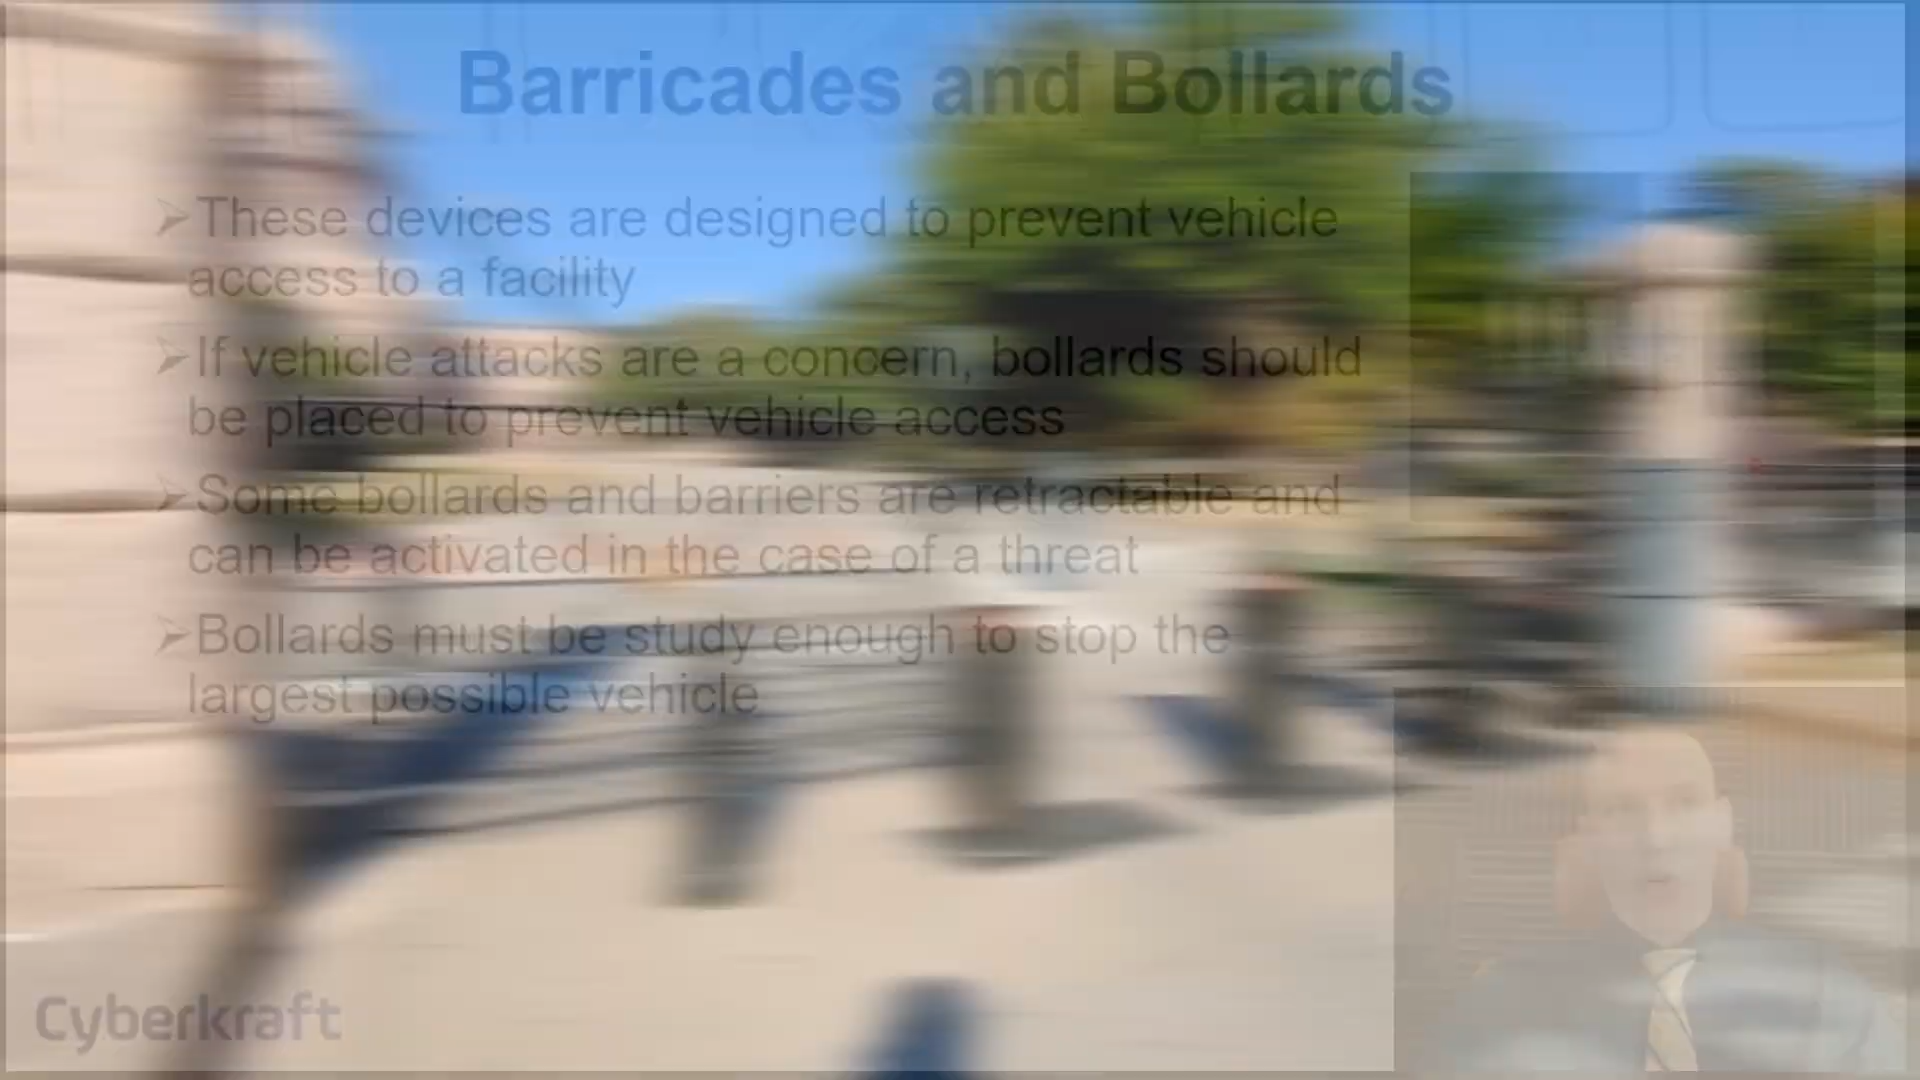 Barricades and Bollards
➢These devices are designed to prevent vehicle
access to a facility
➢If vehicle attacks are a concern, bollards should
be placed to prevent vehicle access
➢Some bollards and barriers are retractable and
can be activated in the case of a threat
➢Bollards must be study enough to stop the
largest possible vehicle
Cyberkraft